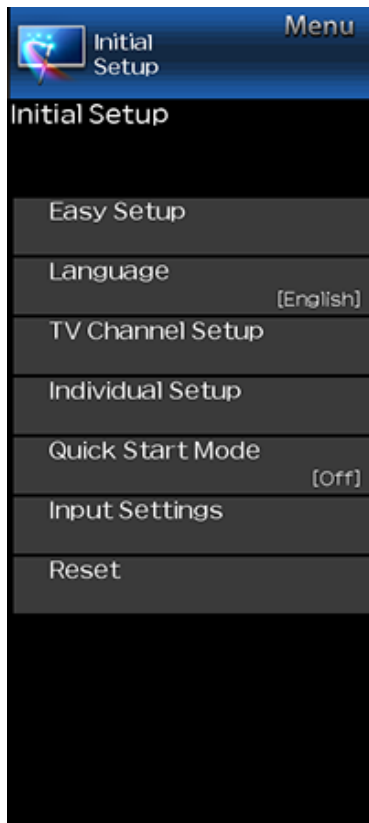 Menu
Initial
Setup
Initial Setup
Easy Setup
Language
[English]
TV Channel Setup
Individual Setup
Quick Start Mode
[Off]
Input Settings
Reset